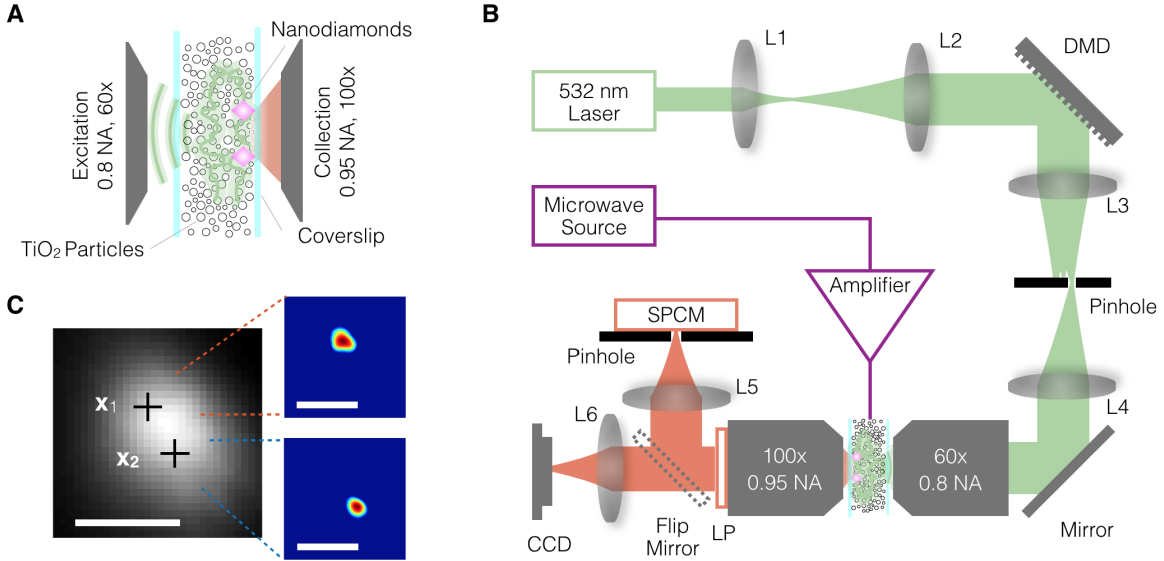 A
Nanodiamonds
Excitation
0.8 NA, 60x
Collection
0.95 NA, 100x
TiO2 Particles
Coverslip
B
L1
L2
DMD
532 nm
Laser
L3
Microwave
Source
Amplifier
Pinhole
SPCM
Pinhole
L5
L4
L6
100x
0.95 NA
60x
0.8 NA
CCD
Flip
Mirror
LP
Mirror
C
x1
x2